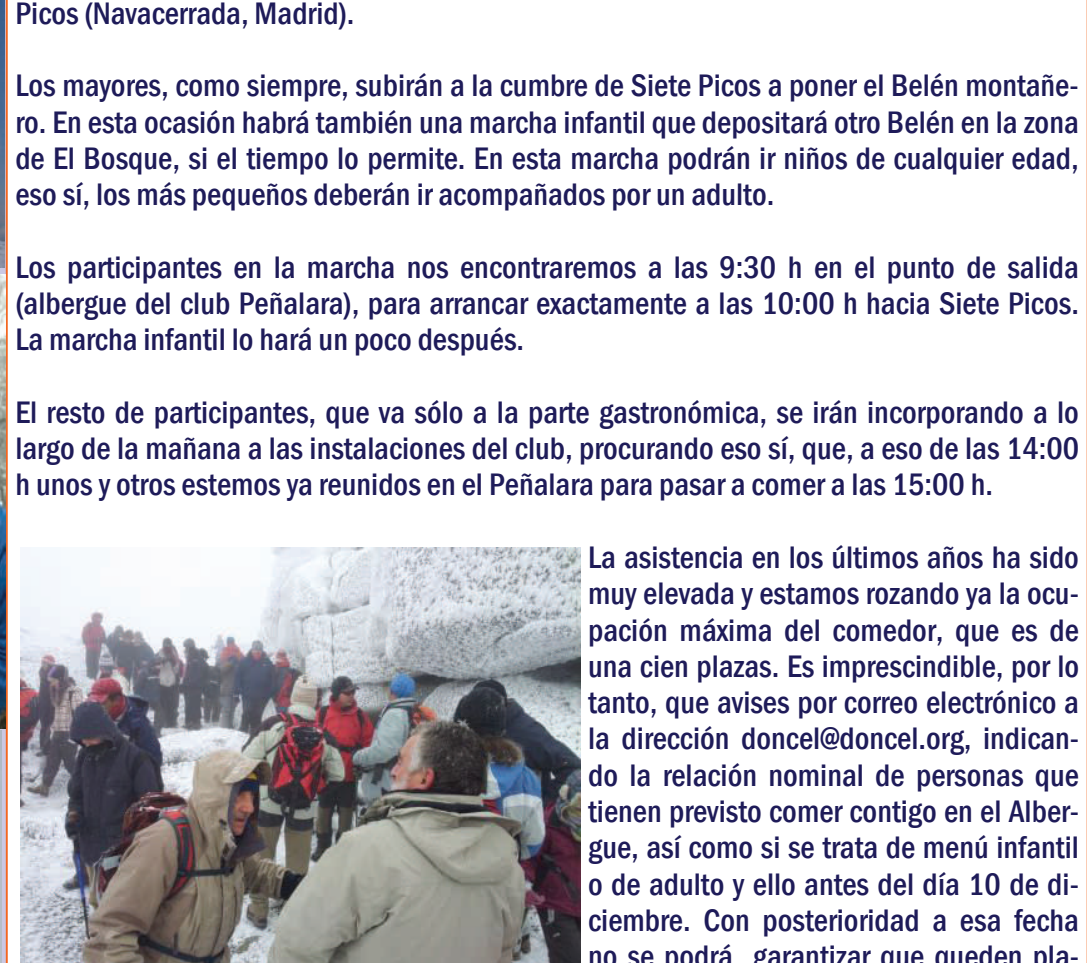 Picos (Navacerrada, Madrid).
Los mayores, como siempre, subirán a la cumbre de Siete Picos a poner el Belén montañe-
ro. En esta ocasión habrá también una marcha infantil que depositará otro Belén en la zona
de El Bosque, si el tiempo lo permite. En esta marcha podrán ir niños de cualquier edad,
eso sí, los más pequeños deberán ir acompañados por un adulto.
Los participantes en la marcha nos encontraremos a las 9:30 h en el punto de salida
(albergue del club Peñalara), para arrancar exactamente a las 10:00 h hacia Siete Picos.
La marcha infantil lo hará un poco después.
El resto de participantes, que va sólo a la parte gastronómica, se irán incorporando a lo
largo de la mañana a las instalaciones del club, procurando eso sí, que, a eso de las 14:00
h unos y otros estemos ya reunidos en el Peñalara para pasar a comer a las 15:00 h.
La asistencia en los últimos años ha sido
muy elevada y estamos rozando ya la ocu-
pación máxima del comedor, que es de
una cien plazas. Es imprescindible, por lo
tanto, que avises por correo electrónico a
la dirección doncel@doncel.org, indican-
do la relación nominal de personas que
tienen previsto comer contigo en el Alber-
gue, así como si se trata de menú infantil
o de adulto y ello antes del día 10 de di-
ciembre. Con posterioridad a esa fecha
no se podrá garantizar que queden pla-